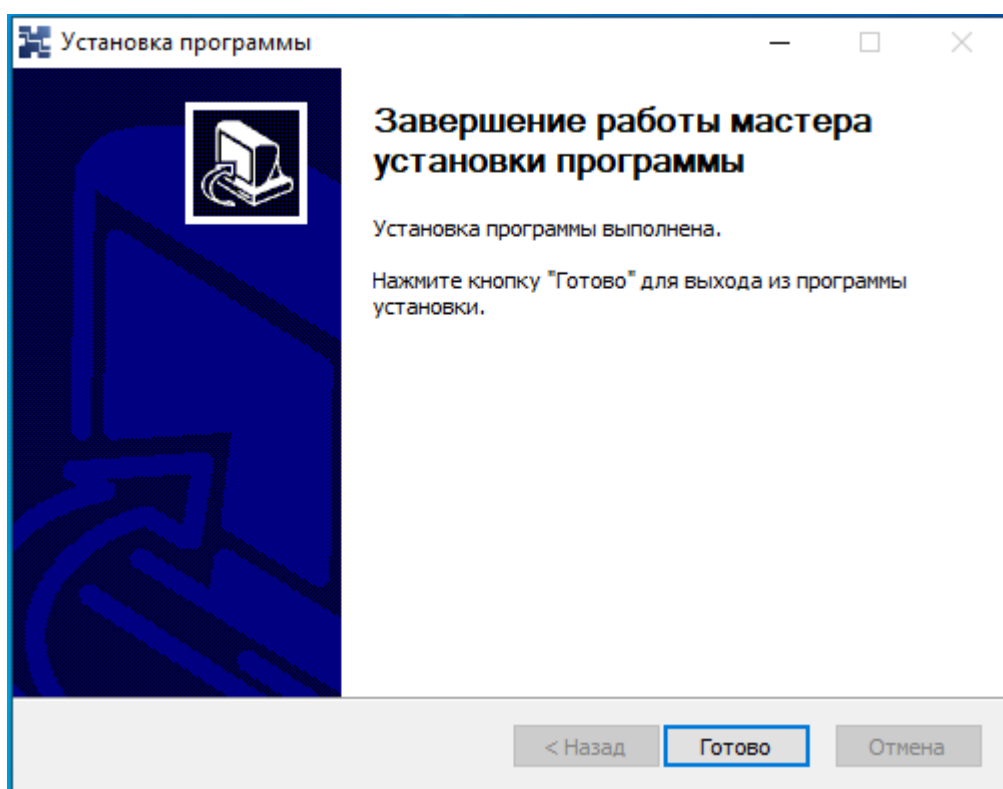 Установка программы
Завершение работы мастера
установки программы
Установка программы выполнена.
Нажмите кнопку "Готово" для выхода из программы
установки.
< Назад
Готово
Отмена